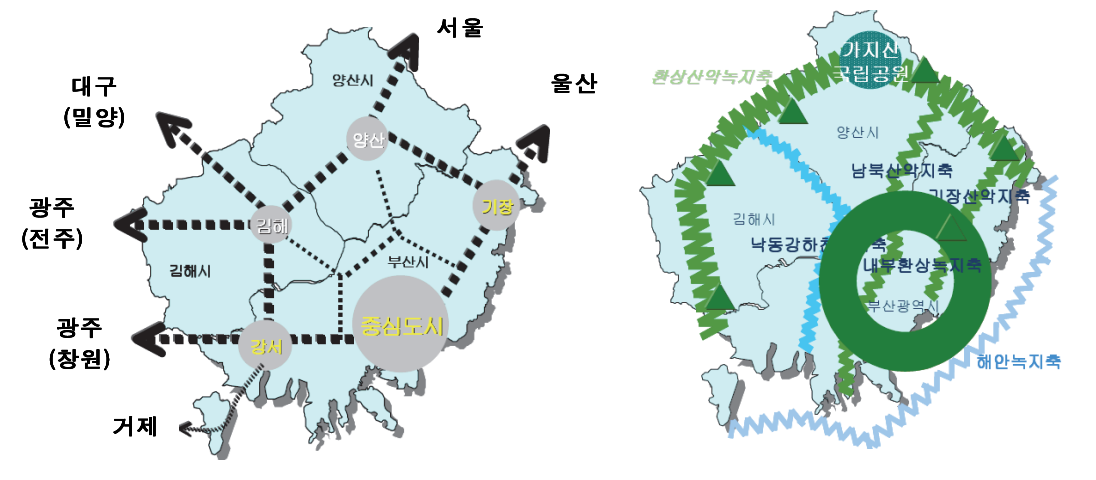 서울
양산시
대구
(밀양)
울산
양산
광주
(전주)
김해
기장
김해시
부산시
광주
(창원)
강서
중심도시
거제
가지산
국립공원
환상산악녹지축
양산시
남북산악지축
기장산악지축
김해시
낙동강하천 축
내부환상녹지축
부산광역시
해안녹지축